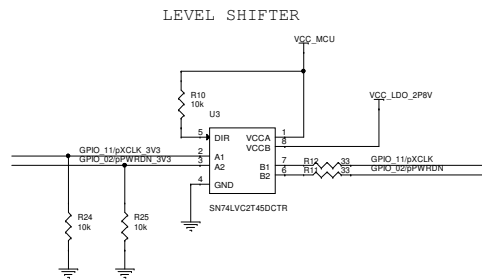 LEVEL SHIFTER
VCC_MCU
VCC_LDO_2P8V
R10
10k
U3
5 DIR VCCA 1
VCCB 8
GPIO_11/pXCLK_3V3 2 A1 B1 7 R12 33 GPIO_11/pXCLK
GPIO_02/pPWRDN_3V3 3 A2 B2 6 R11 33 GPIO_02/pPWRDN
4 GND
SN74LVC2T45DCTR
R24 R25
10k 10k